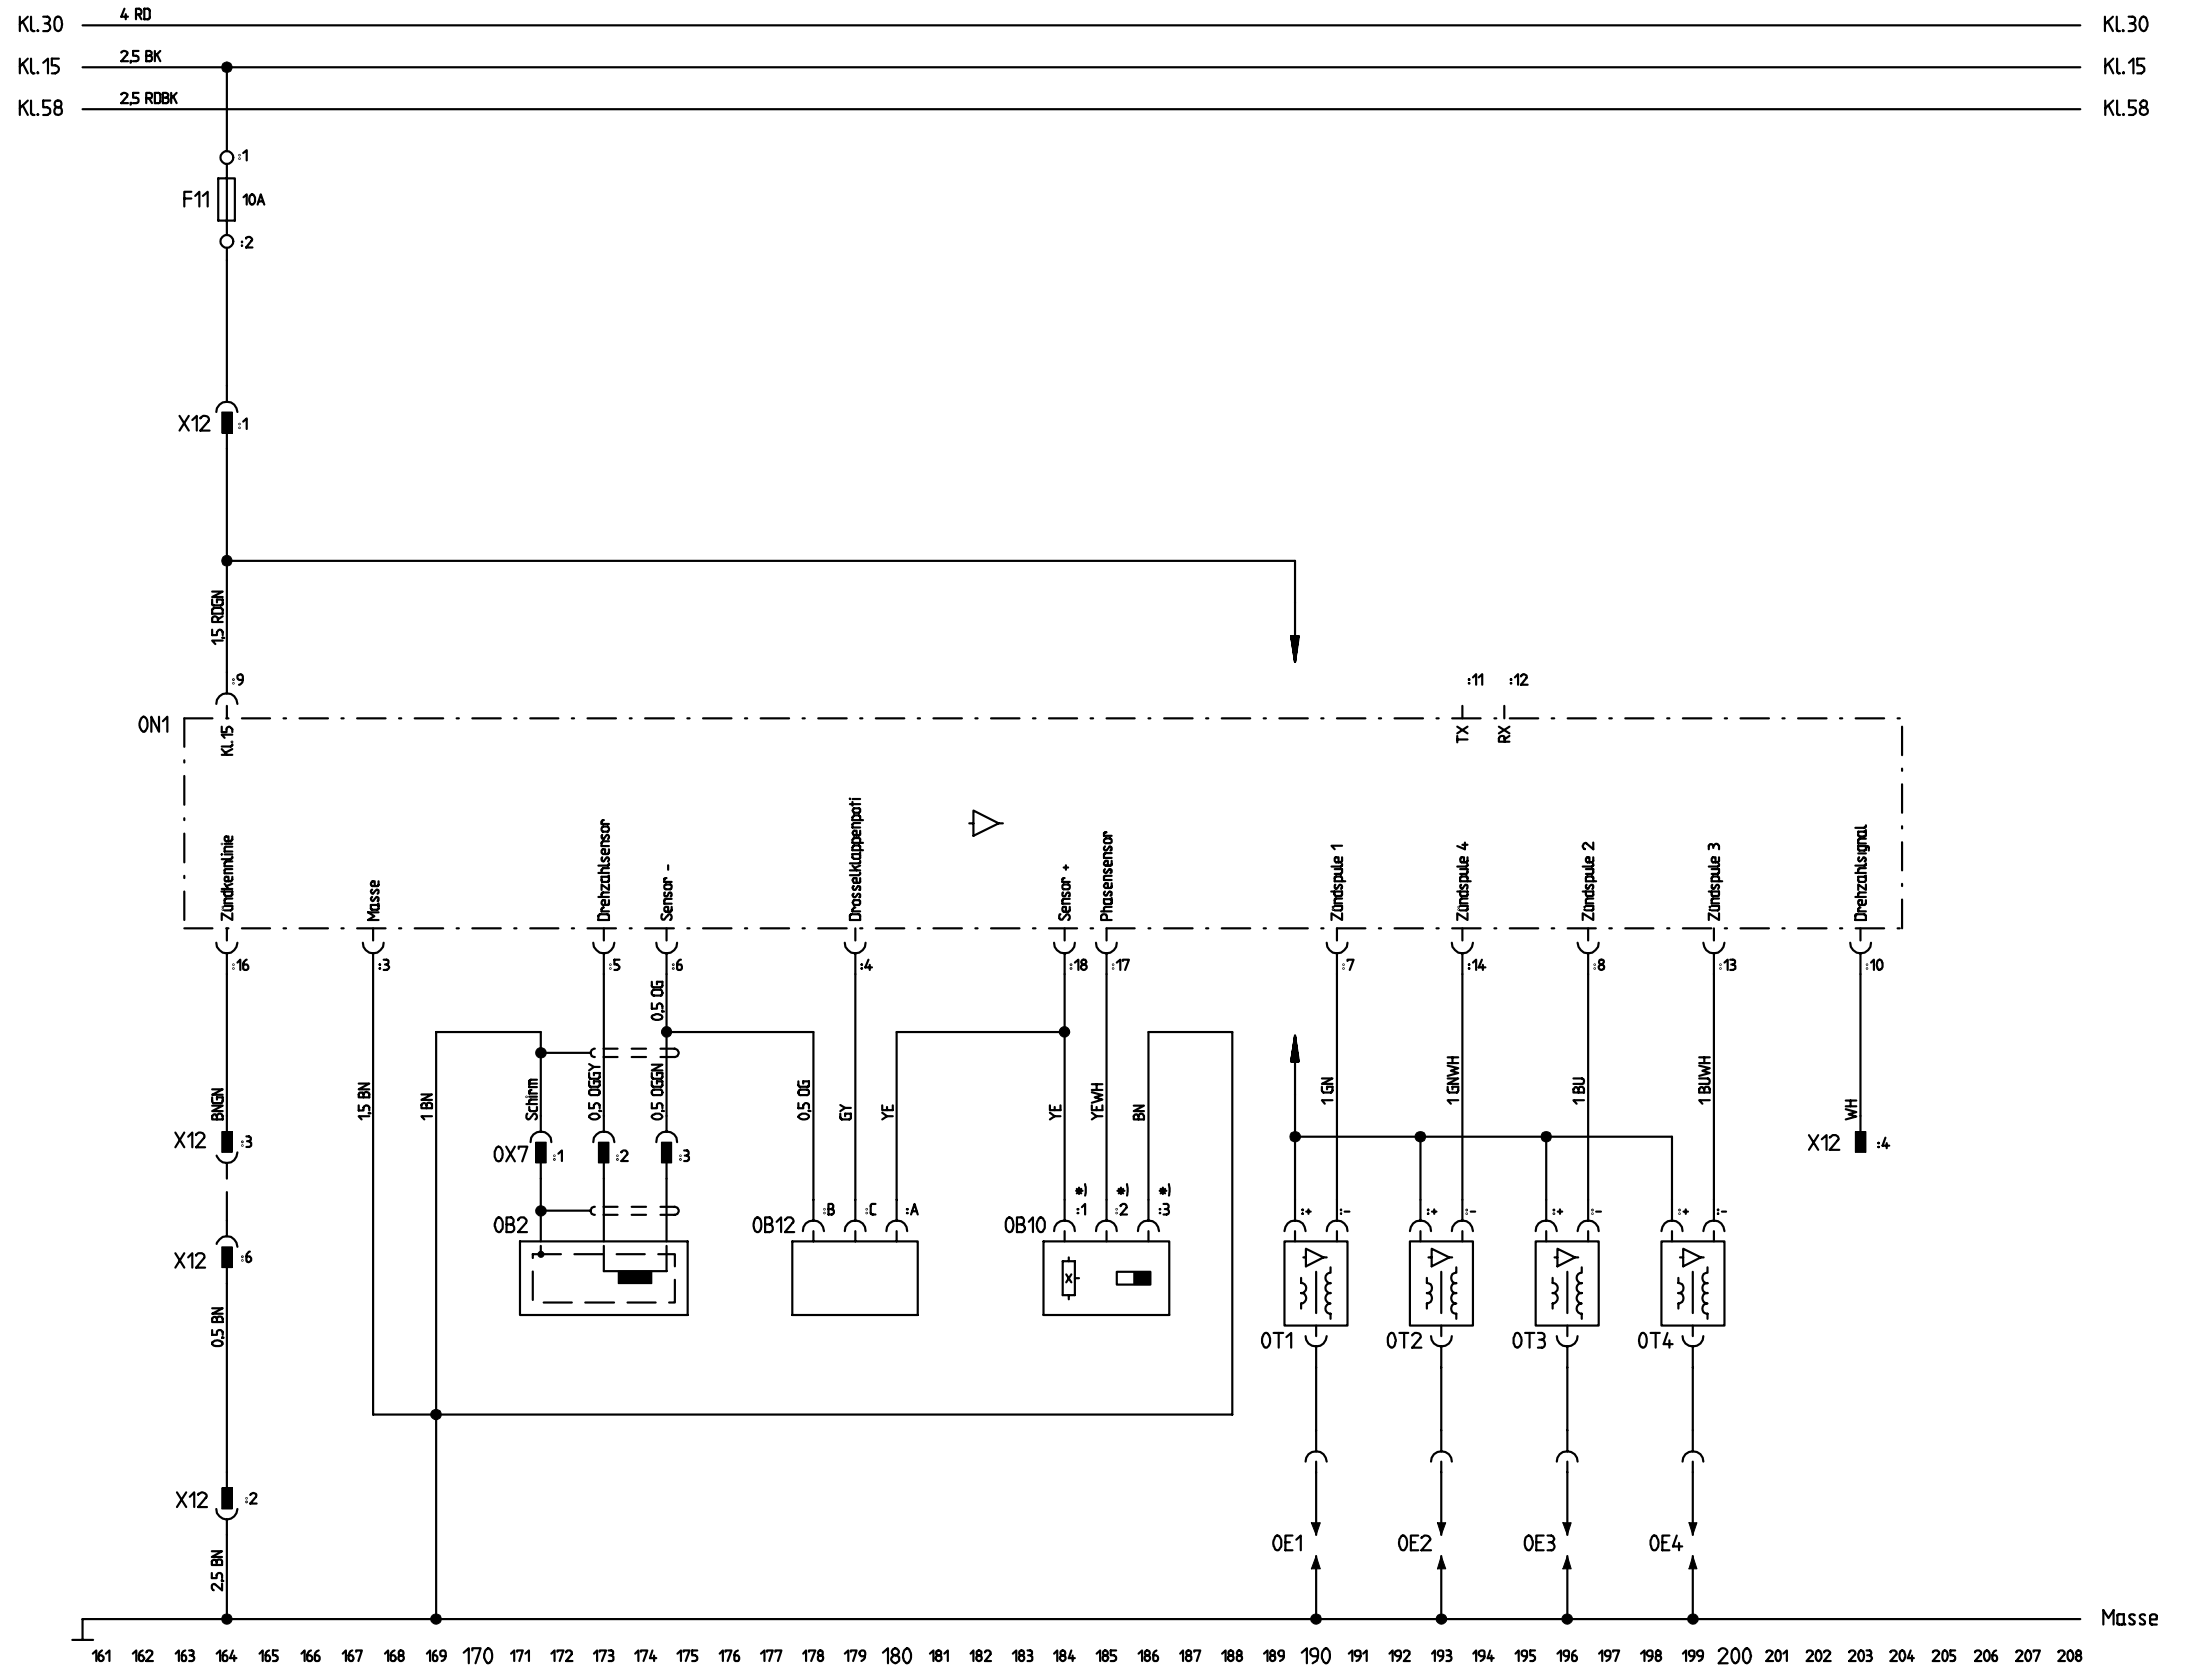 4 RD
Kl.30 Kl.30
2,5 BK
Kl.15 Kl.15
2,5 RDBK
Kl.58 Kl.58
:1
F11 10A
:2
X12 :1
1,5 RDGN
:9 :11 :12
0N1
Kl.15 TX RX
Zündkennlinie Masse Drehzahlsensor Sensor - Drosselklappenpoti Sensor + Phasensensor Zündspule 1 Zündspule 4 Zündspule 2 Zündspule 3 Drehzahlsignal
:16 :3 :5 :6 :4 :18 :17 :7 :14 :8 :13 :10
0,5 OG
BNGN 1,5 BN 1 BN Schirm 0,5 OGGY 0,5 OGGN 0,5 OG GY YE YE YEWH BN 1 GN 1 GNWH 1 BU 1 BUWH WH
X12 :3 0X7 :1 :2 :3 X12 :4
*) *) *)
0B2 0B12 :B :C :A 0B10 :1 :2 :3 :+ :- :+ :- :+ :- :+ :-
X12 :6
X
0,5 BN
0T1 0T2 0T3 0T4
X12 :2
0E1 0E2 0E3 0E4
2,5 BN
Masse
161 162 163 164 165 166 167 168 169 170 171 172 173 174 175 176 177 178 179 180 181 182 183 184 185 186 187 188 189 190 191 192 193 194 195 196 197 198 199 200 201 202 203 204 205 206 207 208